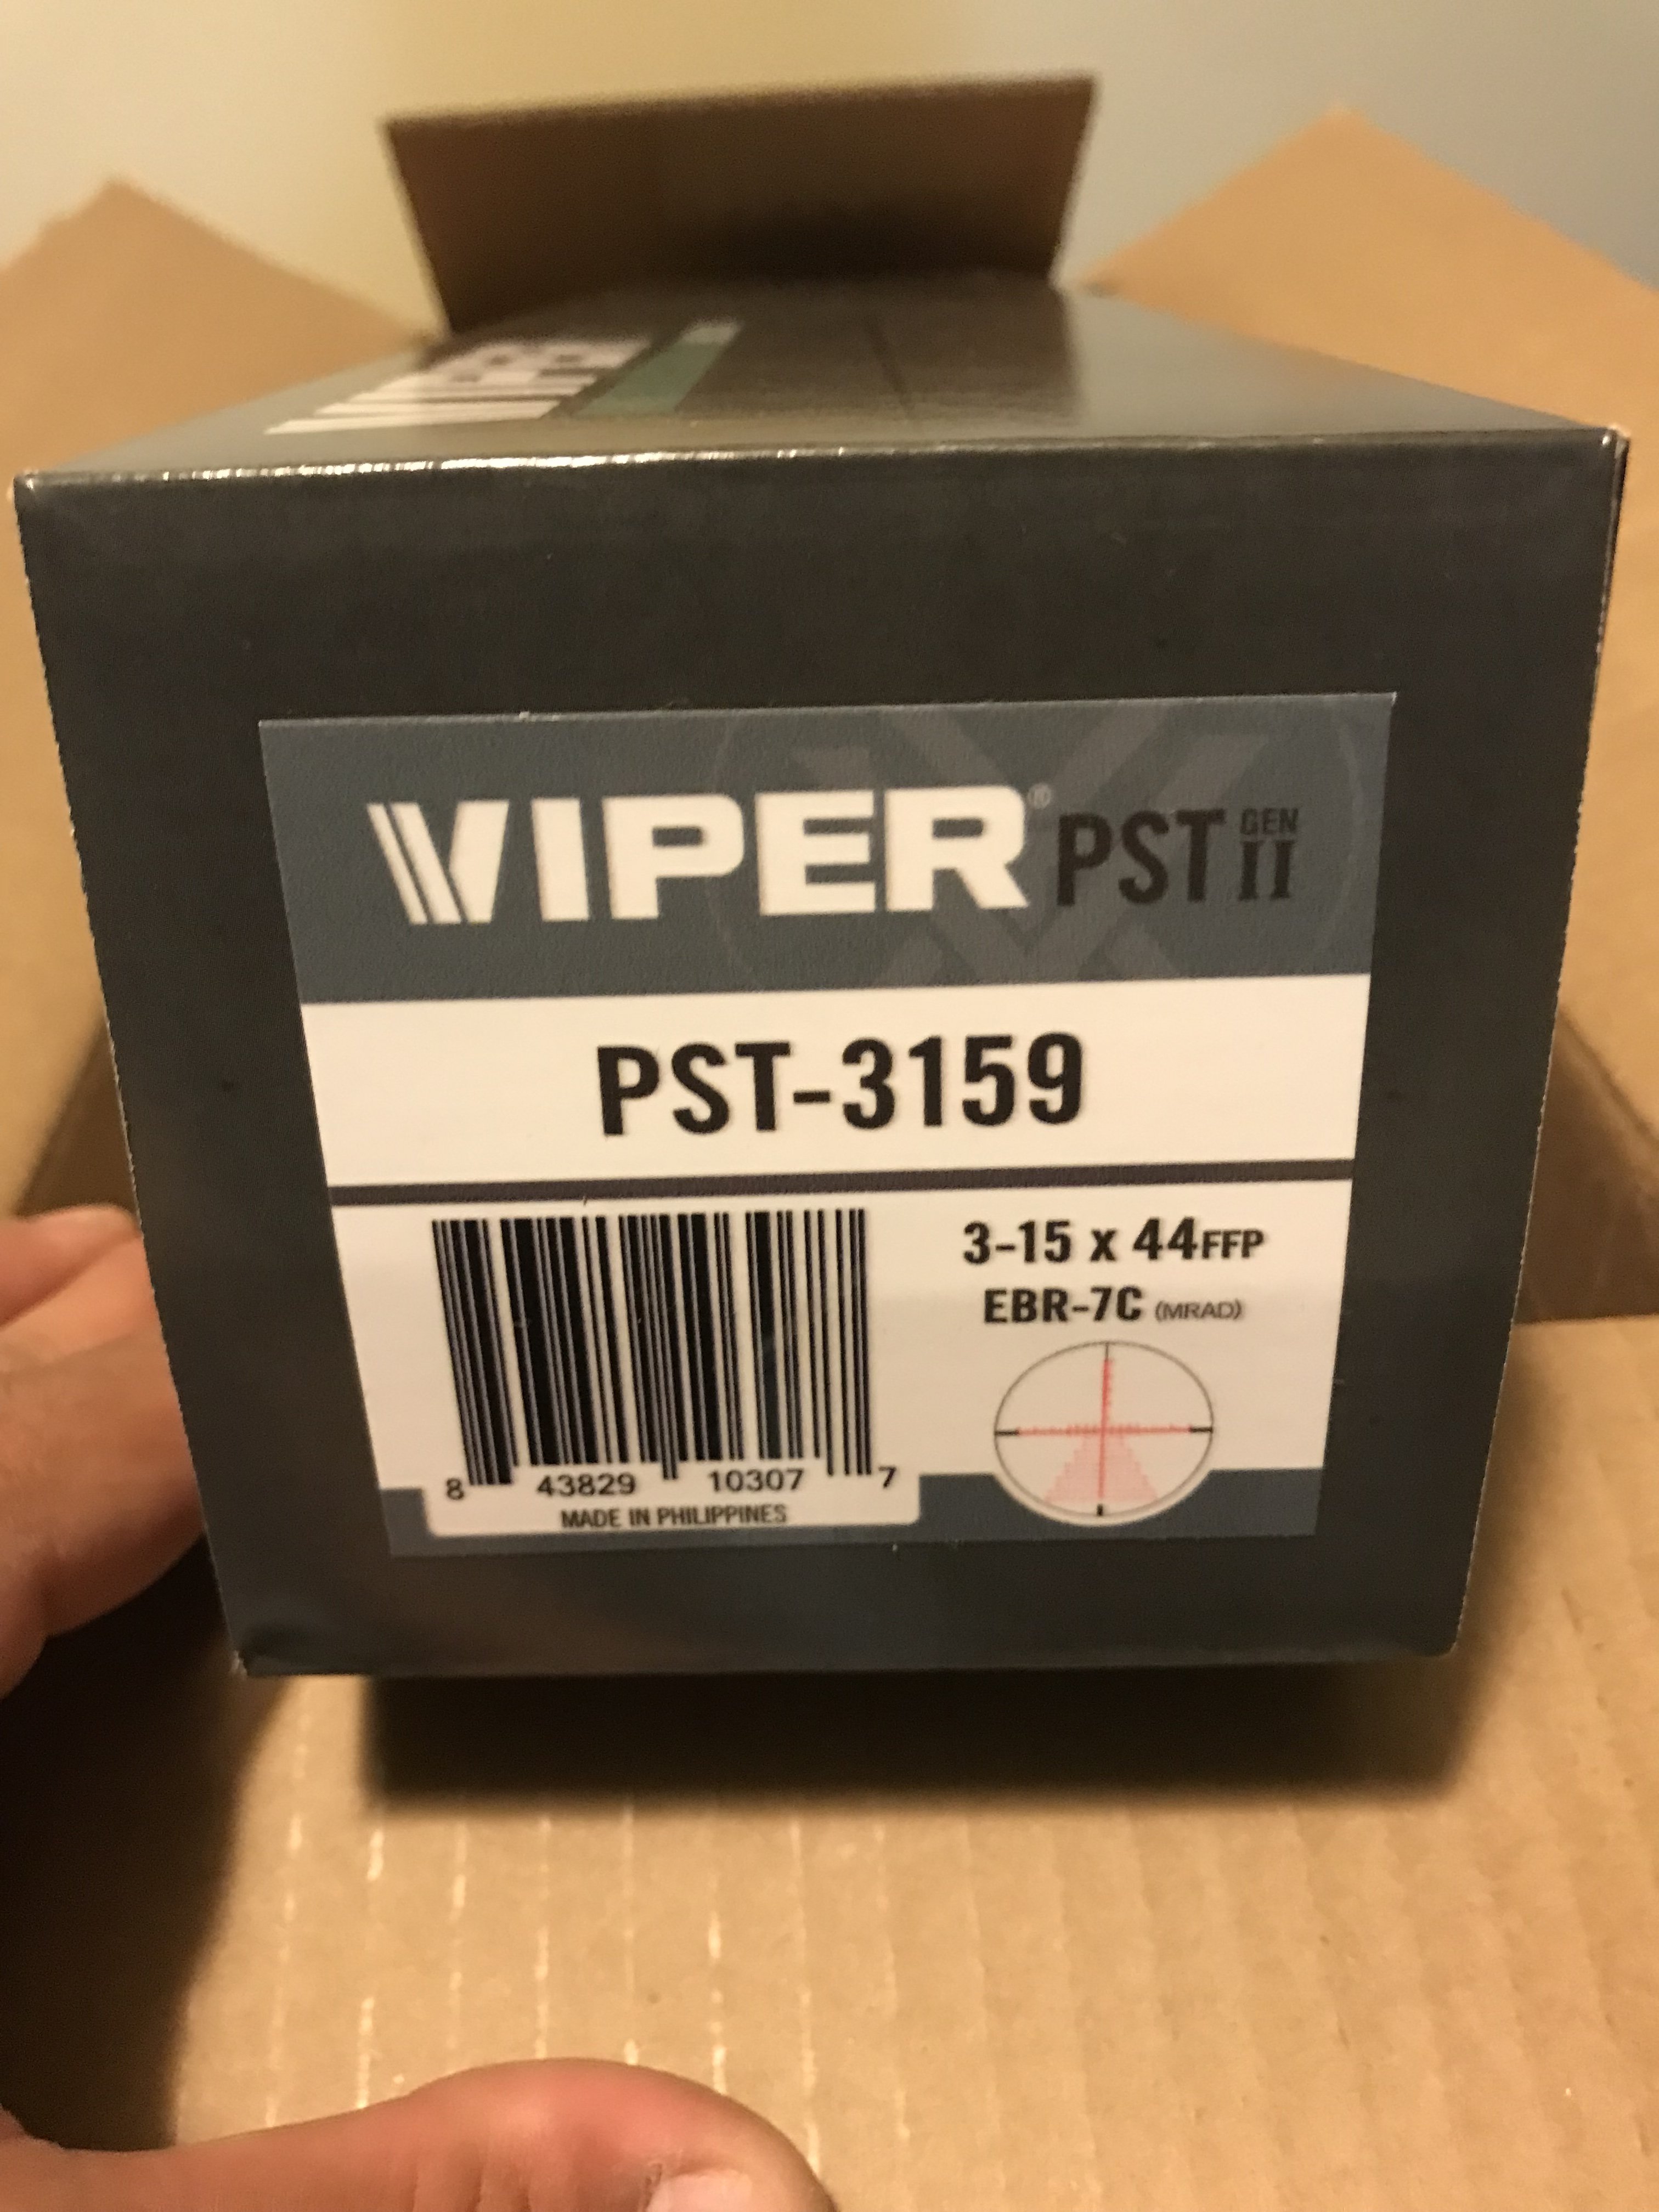 VIPER
VIPER® PST GEN II
PST-3159
3-15 x 44FFP
EBR-7C (MRAD)
8 43829 10307 7
MADE IN PHILIPPINES